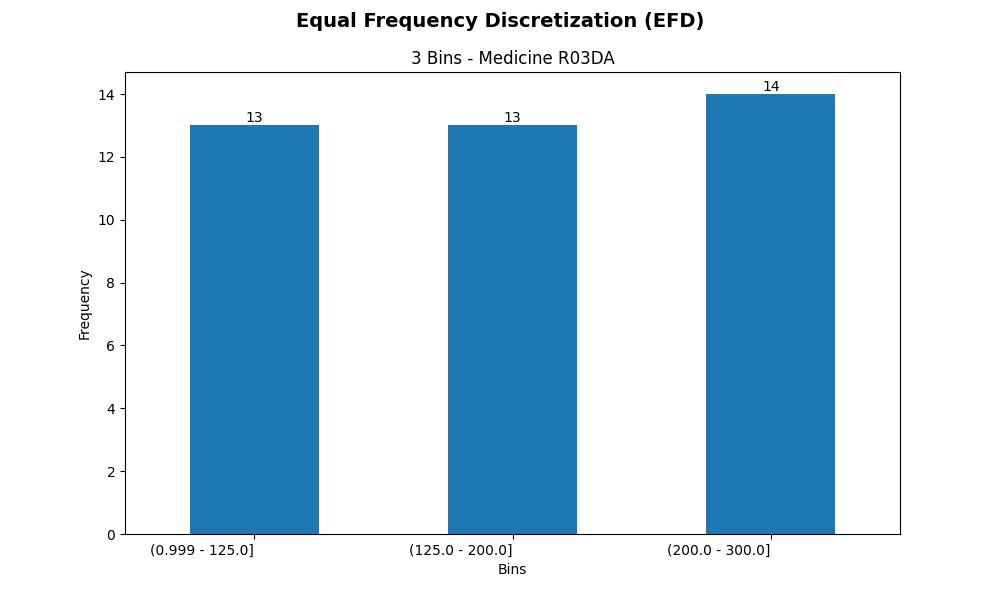 Equal Frequency Discretization (EFD)
3 Bins - Medicine R03DA
14
13
13
14
12
10
8
6
4
2
0
Frequency
(0.999 - 125.0]
(125.0 - 200.0]
(200.0 - 300.0]
Bins